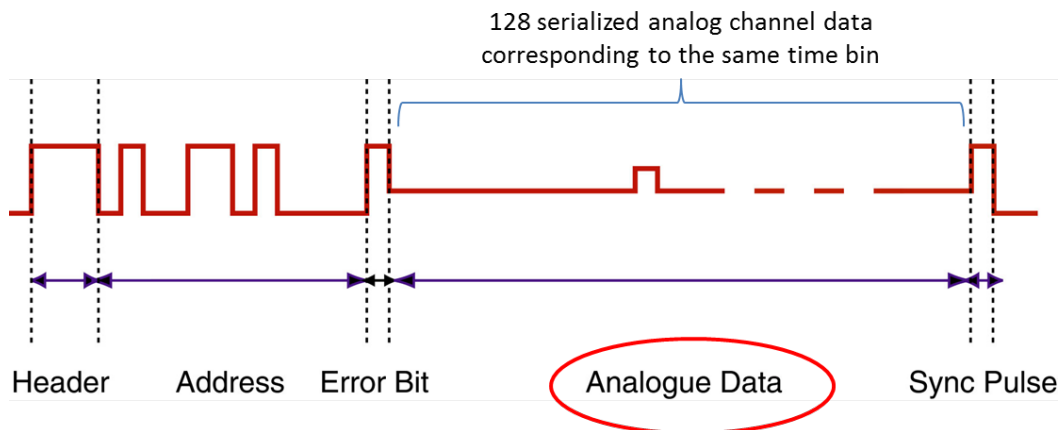 128 serialized analog channel data
corresponding to the same time bin
Header Address Error Bit Analogue Data Sync Pulse